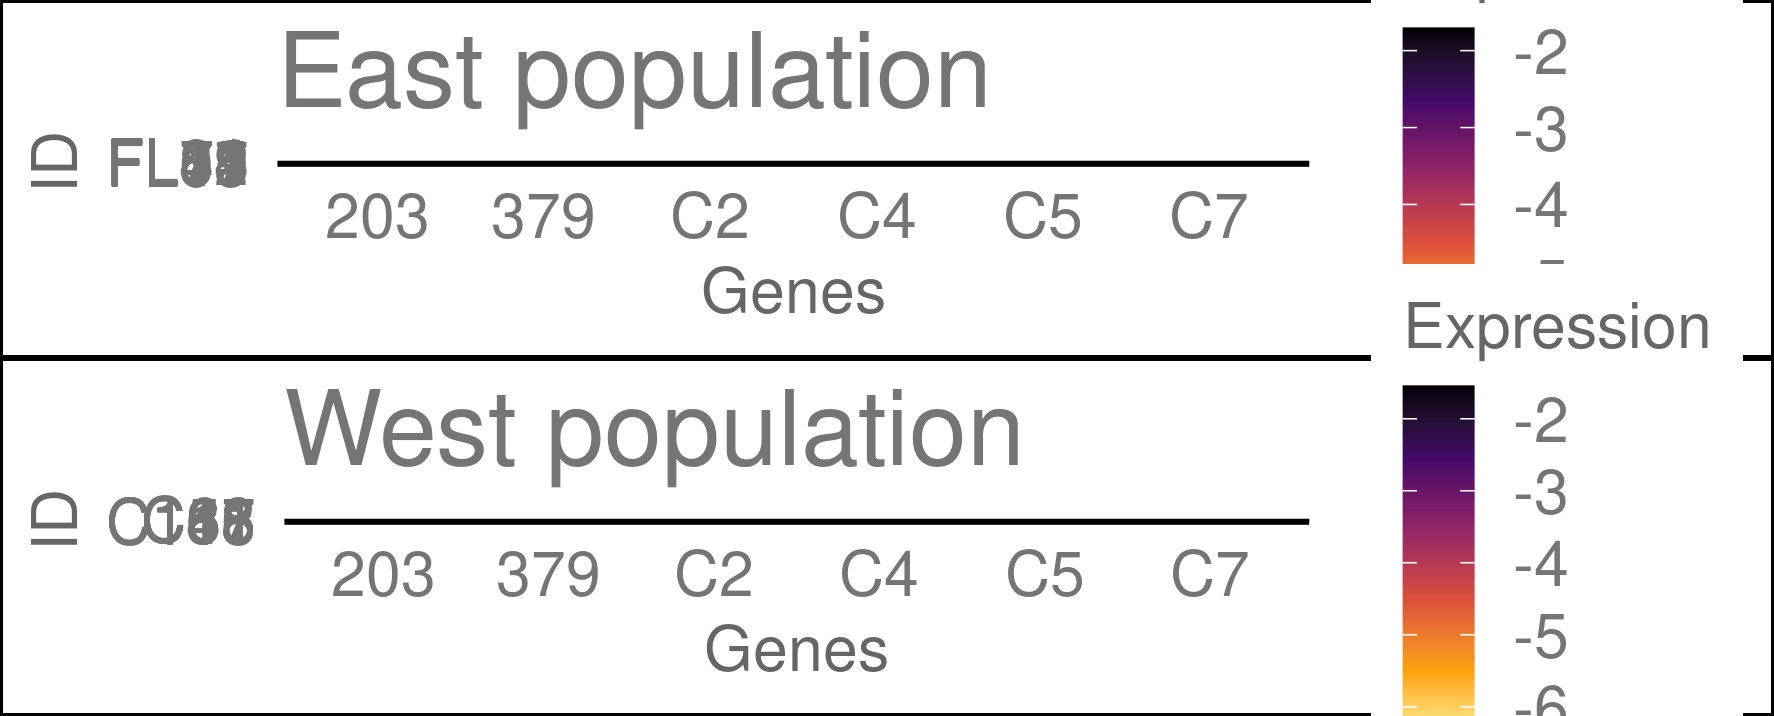 East population
ID
203 379 C2 C4 C5 C7
Genes
-2
-3
-4
Expression
West population
ID
203 379 C2 C4 C5 C7
Genes
-2
-3
-4
-5
-6